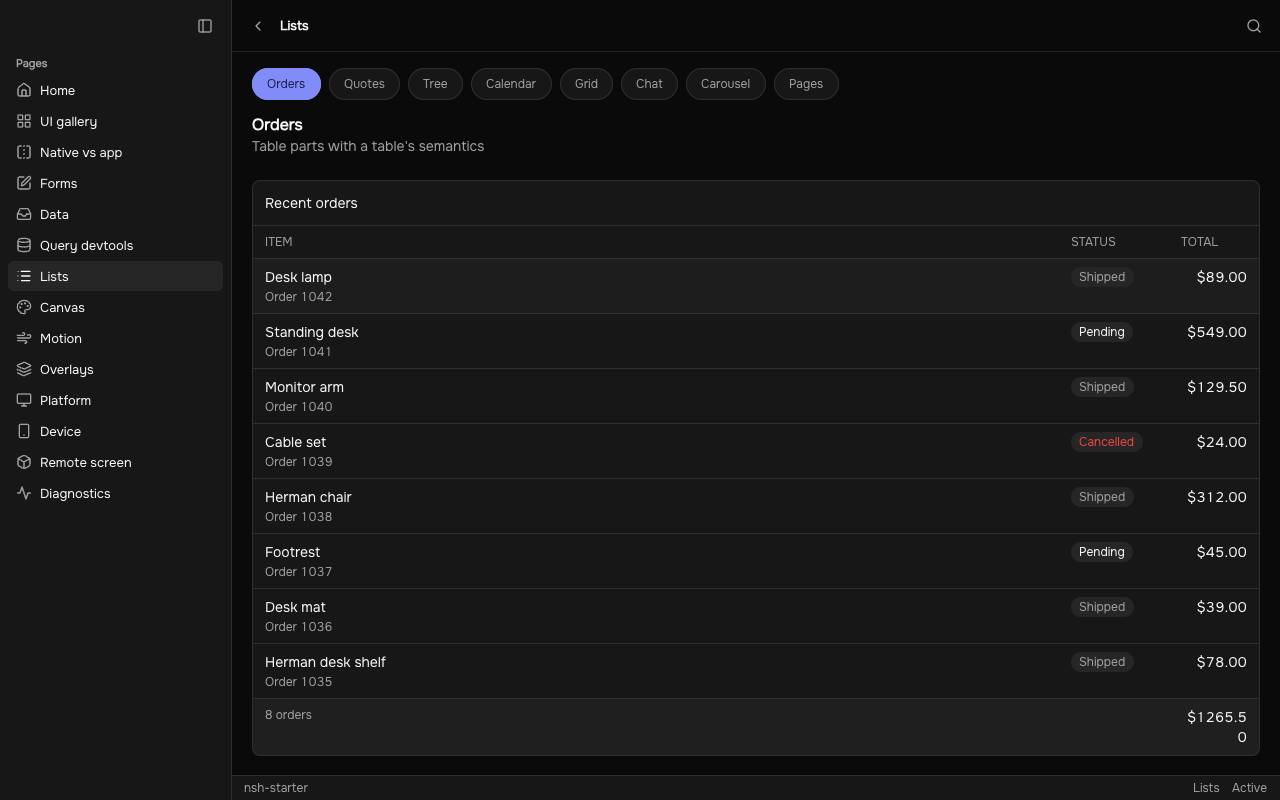 Lists
Pages
Home
UI gallery
Native vs app
Forms
Data
Query devtools
Lists
Canvas
Motion
Overlays
Platform
Device
Remote screen
Diagnostics
Orders Quotes Tree Calendar Grid Chat Carousel Pages
Orders
Table parts with a table's semantics
Recent orders
ITEM STATUS TOTAL
Desk lamp Shipped $89.00
Order 1042
Standing desk Pending $549.00
Order 1041
Monitor arm Shipped $129.50
Order 1040
Cable set Cancelled $24.00
Order 1039
Herman chair Shipped $312.00
Order 1038
Footrest Pending $45.00
Order 1037
Desk mat Shipped $39.00
Order 1036
Herman desk shelf Shipped $78.00
Order 1035
8 orders $1265.5
0
nsh-starter Lists Active